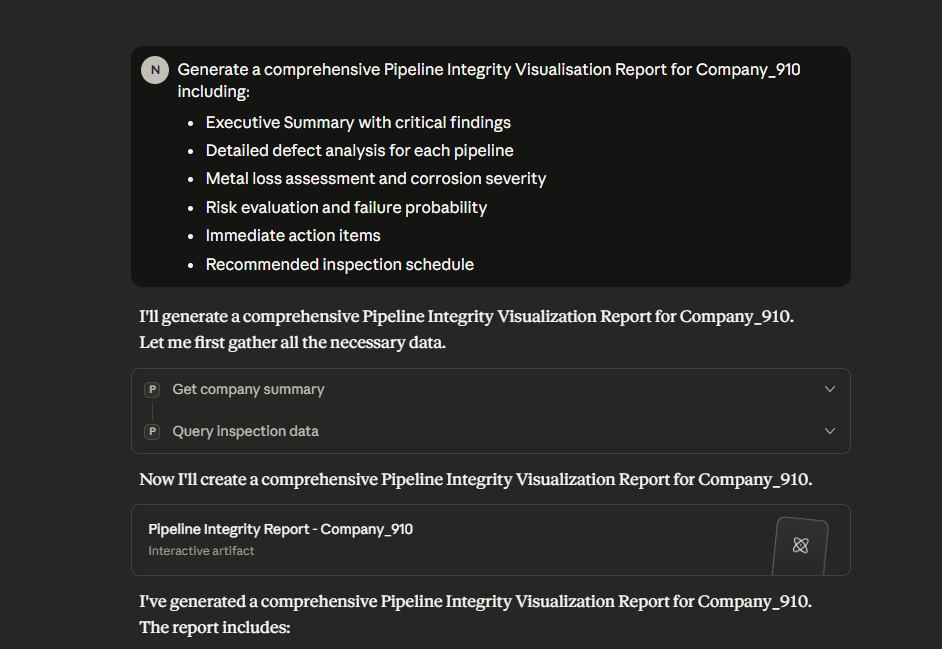 N
Generate a comprehensive Pipeline Integrity Visualisation Report for Company_910
including:
• Executive Summary with critical findings
• Detailed defect analysis for each pipeline
• Metal loss assessment and corrosion severity
• Risk evaluation and failure probability
• Immediate action items
• Recommended inspection schedule
I'll generate a comprehensive Pipeline Integrity Visualization Report for Company_910.
Let me first gather all the necessary data.
P Get company summary
P Query inspection data
Now I'll create a comprehensive Pipeline Integrity Visualization Report for Company_910.
Pipeline Integrity Report - Company_910
Interactive artifact
I've generated a comprehensive Pipeline Integrity Visualization Report for Company_910.
The report includes: